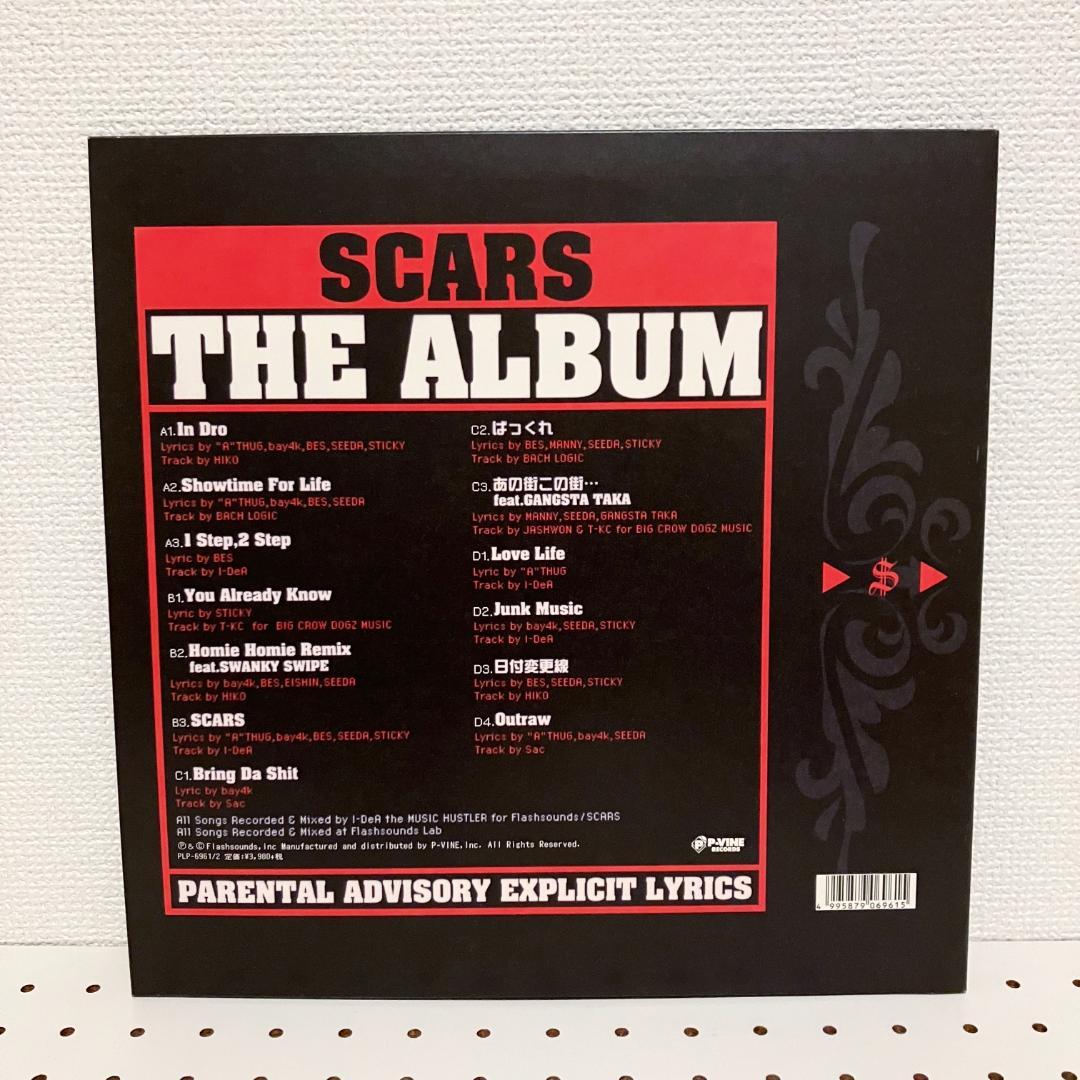 SCARS
THE ALBUM
A1.In Dro
Lyrics by "A"THUG,bay4k,BES,SEEDA,STICKY
Track by HIKO
A2.Showtime For Life
Lyrics by "A"THUG,bay4k,BES,SEEDA
Track by BACH LOGIC
A3.1 Step,2 Step
Lyric by BES
Track by I-DeA
B1.You Already Know
Lyric by STICKY
Track by T-KC for BIG CROW DOGZ MUSIC
B2.Homie Homie Remix
feat.SWANKY SWIPE
Lyrics by bay4k,BES,EISHIN,SEEDA
Track by HIKO
B3.SCARS
Lyrics by "A"THUG,bay4k,BES,SEEDA,STICKY
Track by I-DeA
C1.Bring Da Shit
Lyric by bay4k
Track by Sac
C2.ばっくれ
Lyrics by BES,MANNY,SEEDA,STICKY
Track by BACH LOGIC
C3.あの街この街…
feat.GANGSTA TAKA
Lyrics by MANNY,SEEDA,GANGSTA TAKA
Track by JASHWON & T-KC for BIG CROW DOGZ MUSIC
D1.Love Life
Lyric by "A"THUG
Track by I-DeA
D2.Junk Music
Lyrics by bay4k,SEEDA,STICKY
Track by I-DeA
D3.日付変更線
Lyrics by BES,SEEDA,STICKY
Track by HIKO
D4.Outraw
Lyrics by "A"THUG,bay4k,SEEDA
Track by Sac
All Songs Recorded & Mixed by I-DeA the MUSIC HUSTLER for Flashsounds/SCARS
All Songs Recorded & Mixed at Flashsounds Lab
Ⓟ&ⒸFlashsounds,inc Manufactured and distributed by P-VINE,Inc. All Rights Reserved.
PLP-6961/2 定価:¥3,980+税
P-VINE
RECORDS
PARENTAL ADVISORY EXPLICIT LYRICS
S
4 995879 069615